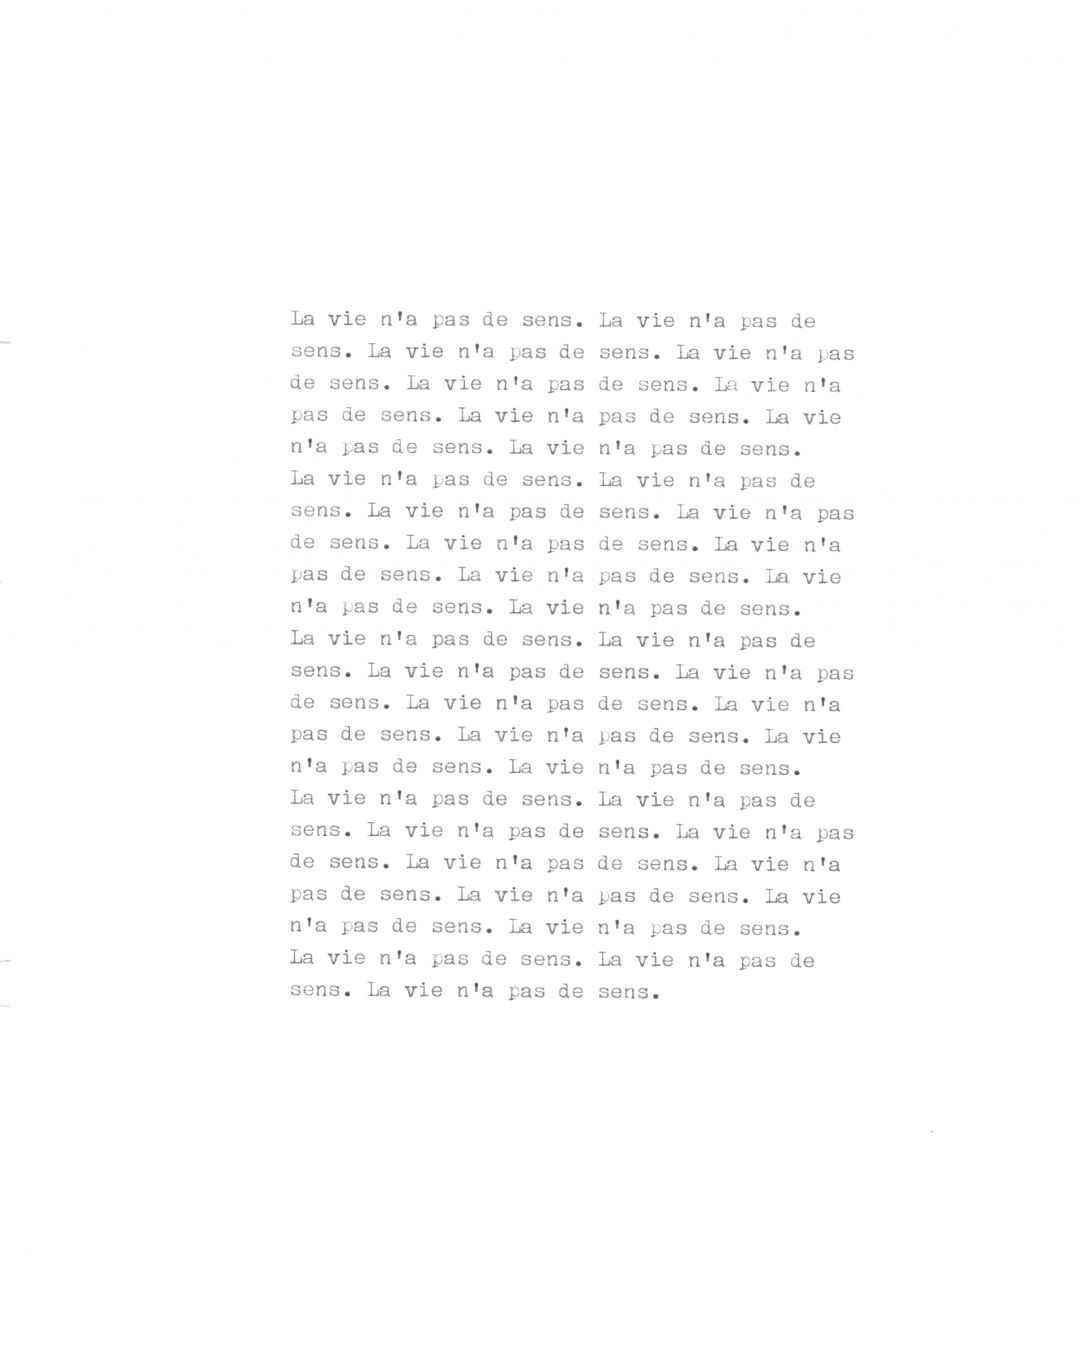 La vie n'a pas de sens. La vie n'a pas de
sens. La vie n'a pas de sens. La vie n'a pas
de sens. La vie n'a pas de sens. La vie n'a
pas de sens. La vie n'a pas de sens. La vie
n'a pas de sens. La vie n'a pas de sens.
La vie n'a pas de sens. La vie n'a pas de
sens. La vie n'a pas de sens. La vie n'a pas
de sens. La vie n'a pas de sens. La vie n'a
pas de sens. La vie n'a pas de sens. La vie
n'a pas de sens. La vie n'a pas de sens.
La vie n'a pas de sens. La vie n'a pas de
sens. La vie n'a pas de sens. La vie n'a pas
de sens. La vie n'a pas de sens. La vie n'a
pas de sens. La vie n'a pas de sens. La vie
n'a pas de sens. La vie n'a pas de sens.
La vie n'a pas de sens. La vie n'a pas de
sens. La vie n'a pas de sens. La vie n'a pas
de sens. La vie n'a pas de sens. La vie n'a
pas de sens. La vie n'a pas de sens. La vie
n'a pas de sens. La vie n'a pas de sens.
La vie n'a pas de sens. La vie n'a pas de
sens. La vie n'a pas de sens.